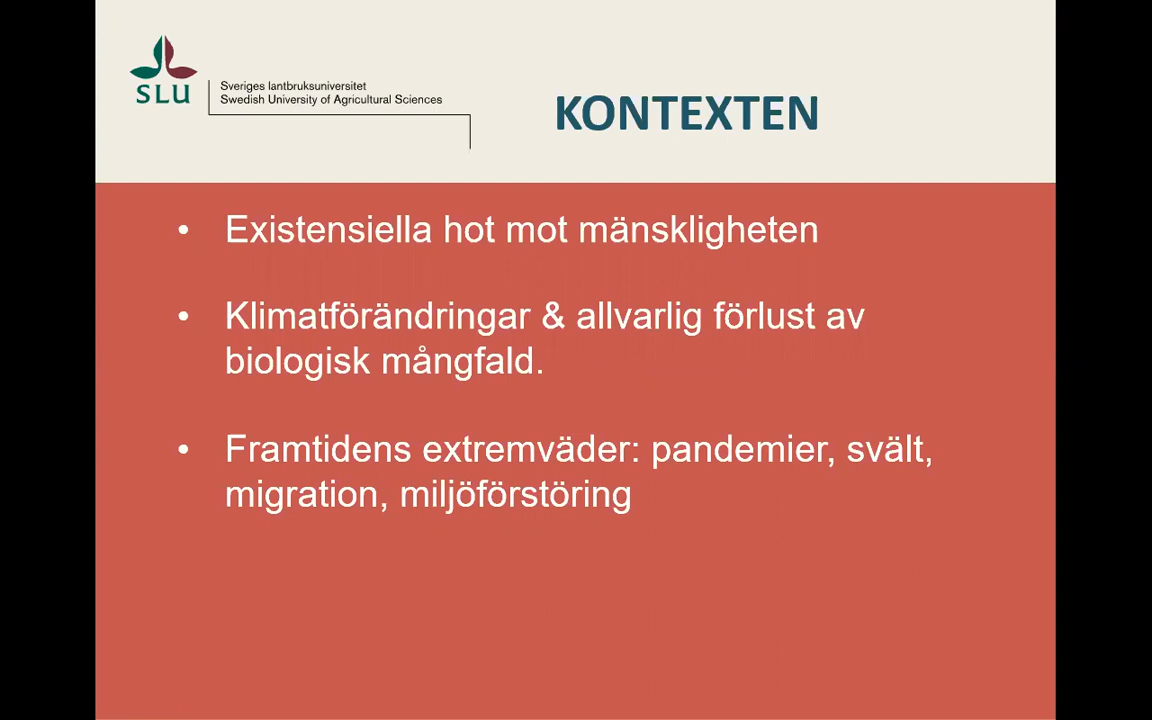 SLU
Sveriges lantbruksuniversitet
Swedish University of Agricultural Sciences
KONTEXTEN
• Existensiella hot mot mänskligheten
• Klimatförändringar & allvarlig förlust av
biologisk mångfald.
• Framtidens extremväder: pandemier, svält,
migration, miljöförstöring